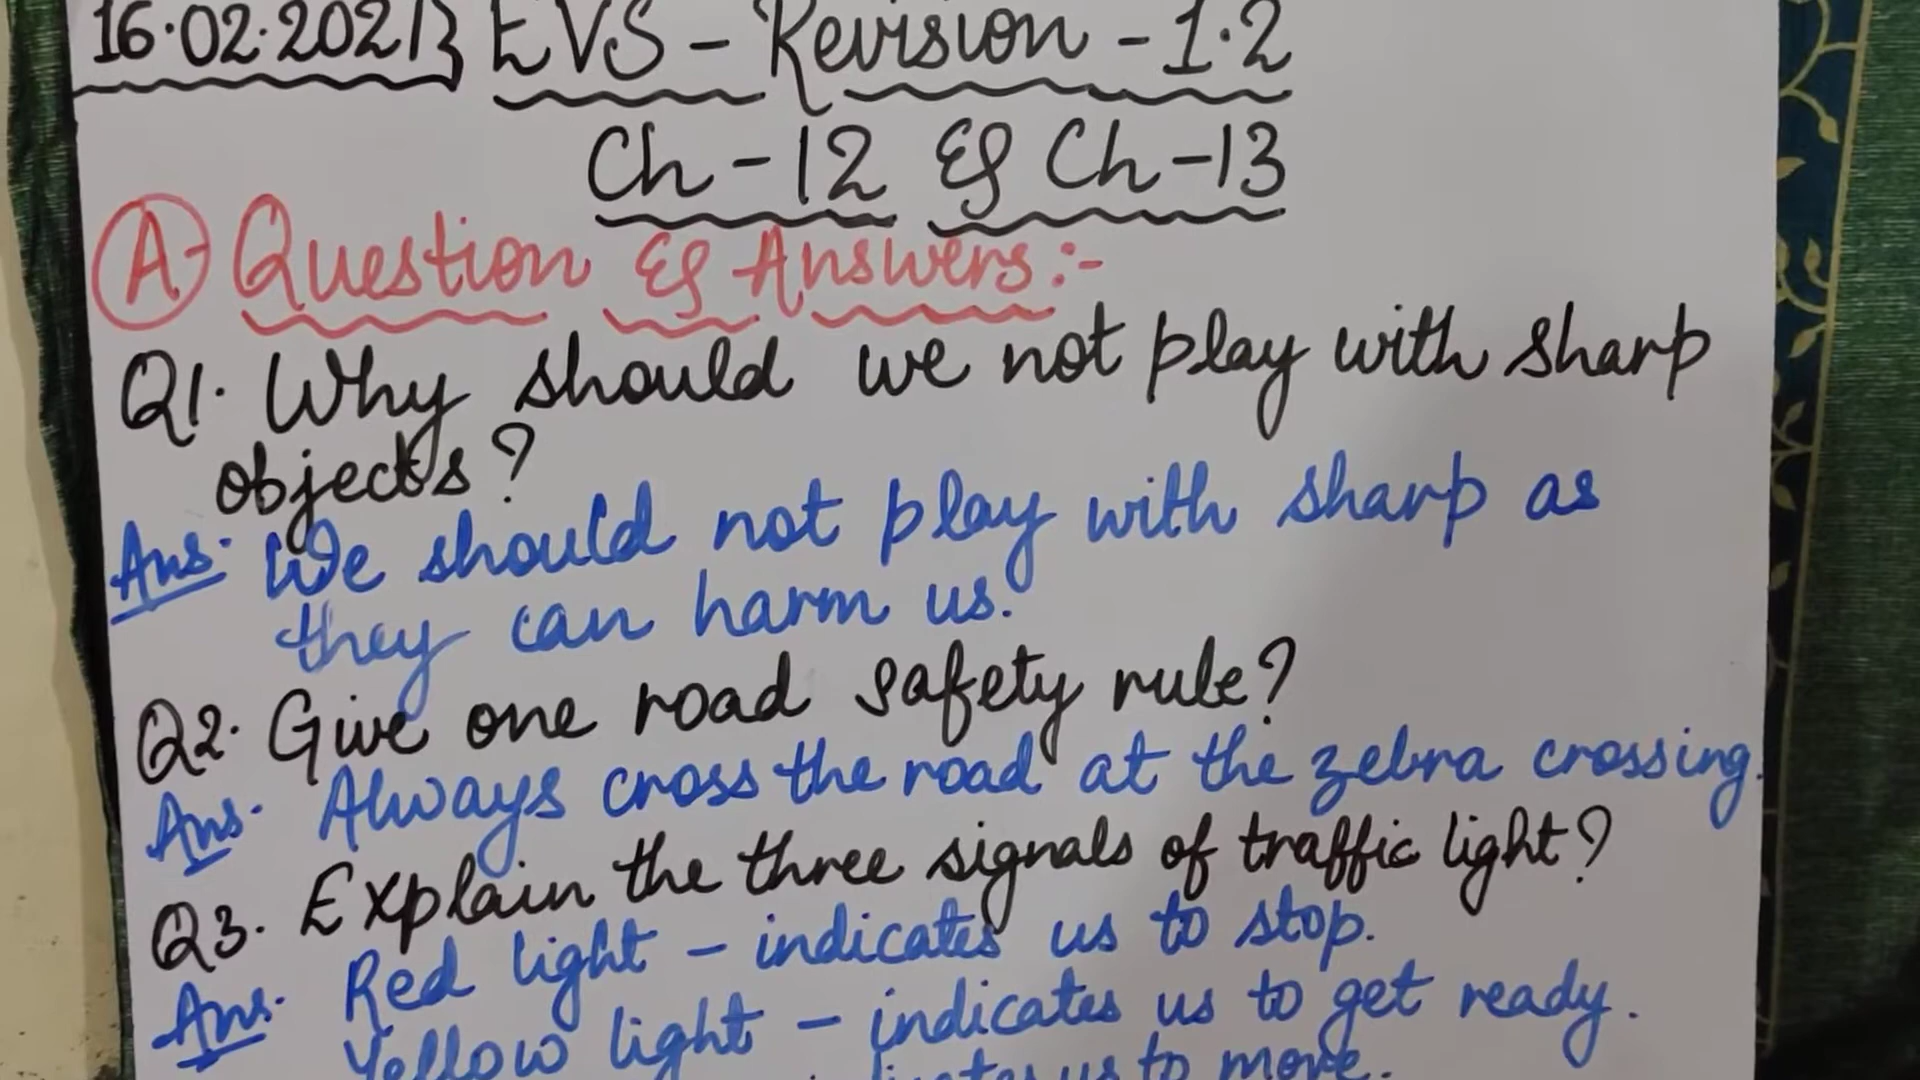 16.02.2021} EVS - Revision - 1.2
Ch - 12 & Ch - 13
A. Question & Answers:-
Q1. Why should we not play with sharp
objects?
Ans. We should not play with sharp as
they can harm us.
Q2. Give one road safety rule?
Ans. Always cross the road at the zebra crossing.
Q3. Explain the three signals of traffic light?
Ans. Red light - indicates us to stop.
Yellow light - indicates us to get ready.
us to move.